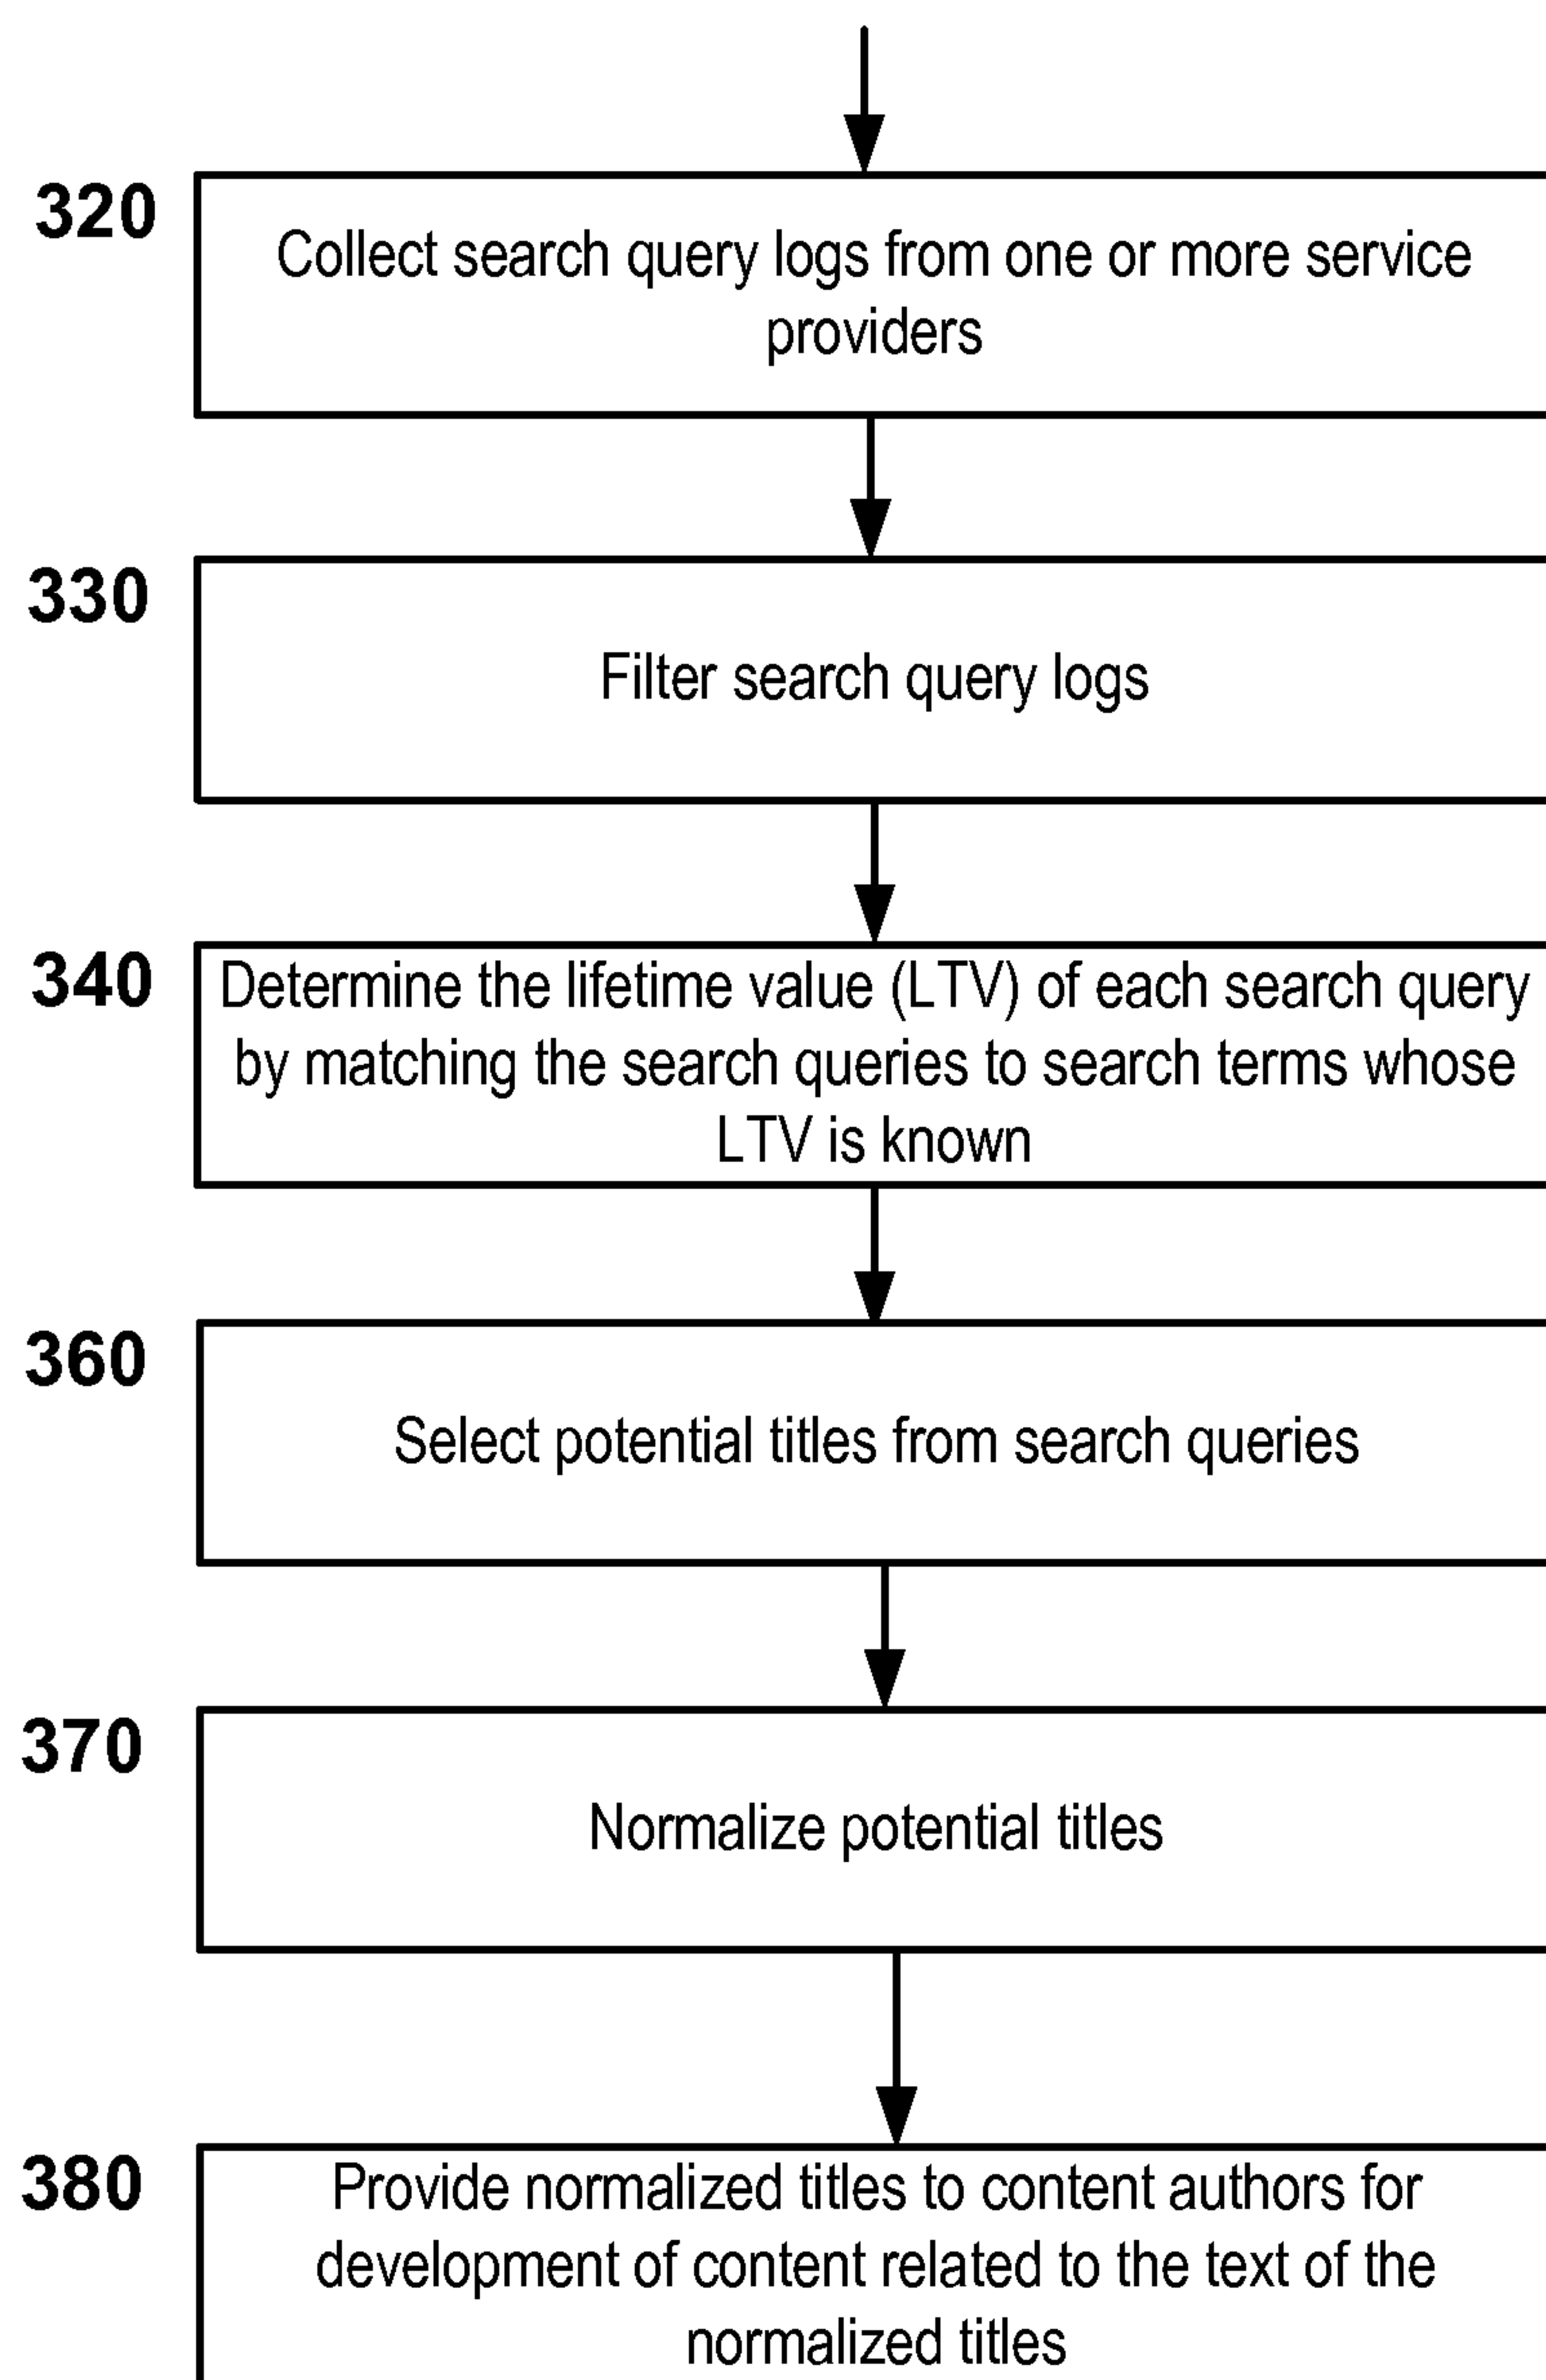 320
Collect search query logs from one or more service
providers
330
Filter search query logs
340
Determine the lifetime value (LTV) of each search query
by matching the search queries to search terms whose
LTV is known
360
Select potential titles from search queries
370
Normalize potential titles
380
Provide normalized titles to content authors for
development of content related to the text of the
normalized titles